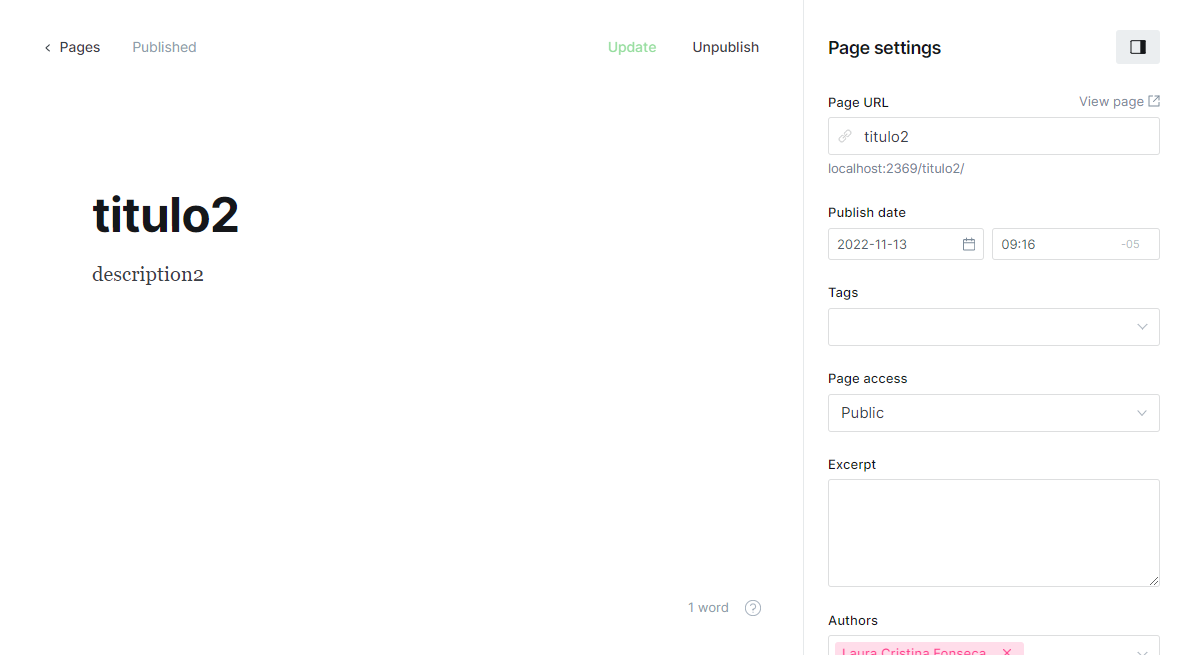 Pages Published Update Unpublish
titulo2
description2
1 word
Page settings
Page URL View page
titulo2
localhost:2369/titulo2/
Publish date
2022-11-13 09:16 -05
Tags
Page access
Public
Excerpt
Authors
Laura Cristina Fonseca ×